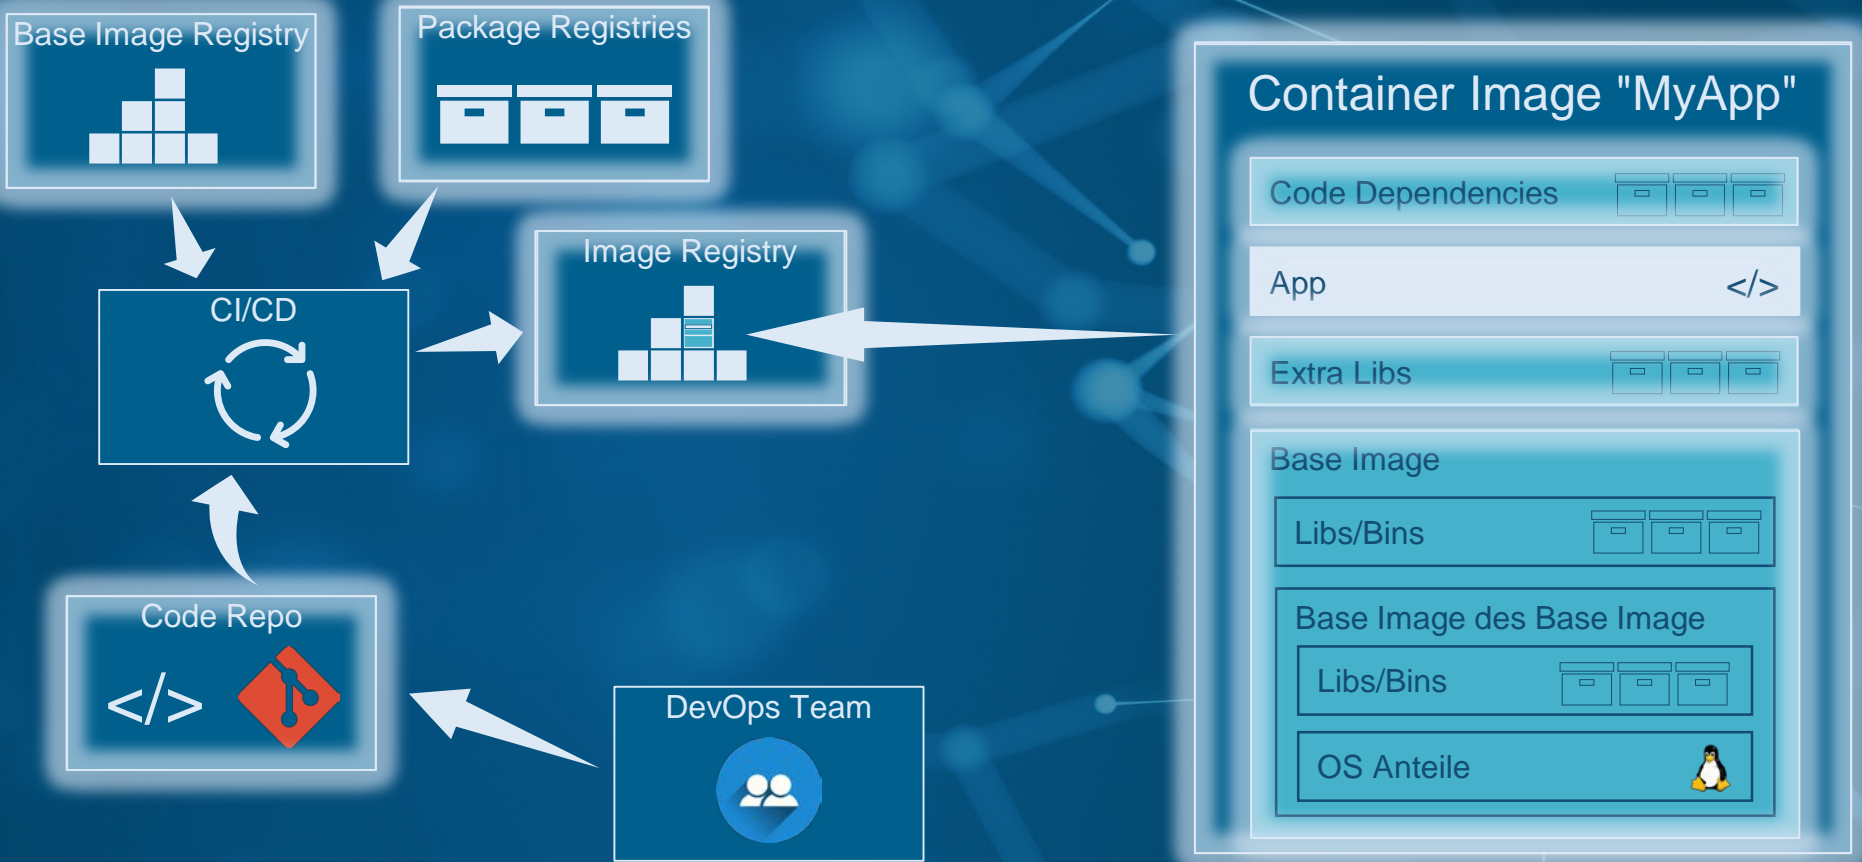 Base Image Registry
Package Registries
CI/CD
Image Registry
Code Repo
</>
DevOps Team
Container Image "MyApp"
Code Dependencies
App </>
Extra Libs
Base Image
Libs/Bins
Base Image des Base Image
Libs/Bins
OS Anteile